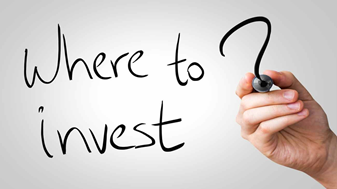 Where to ?
invest